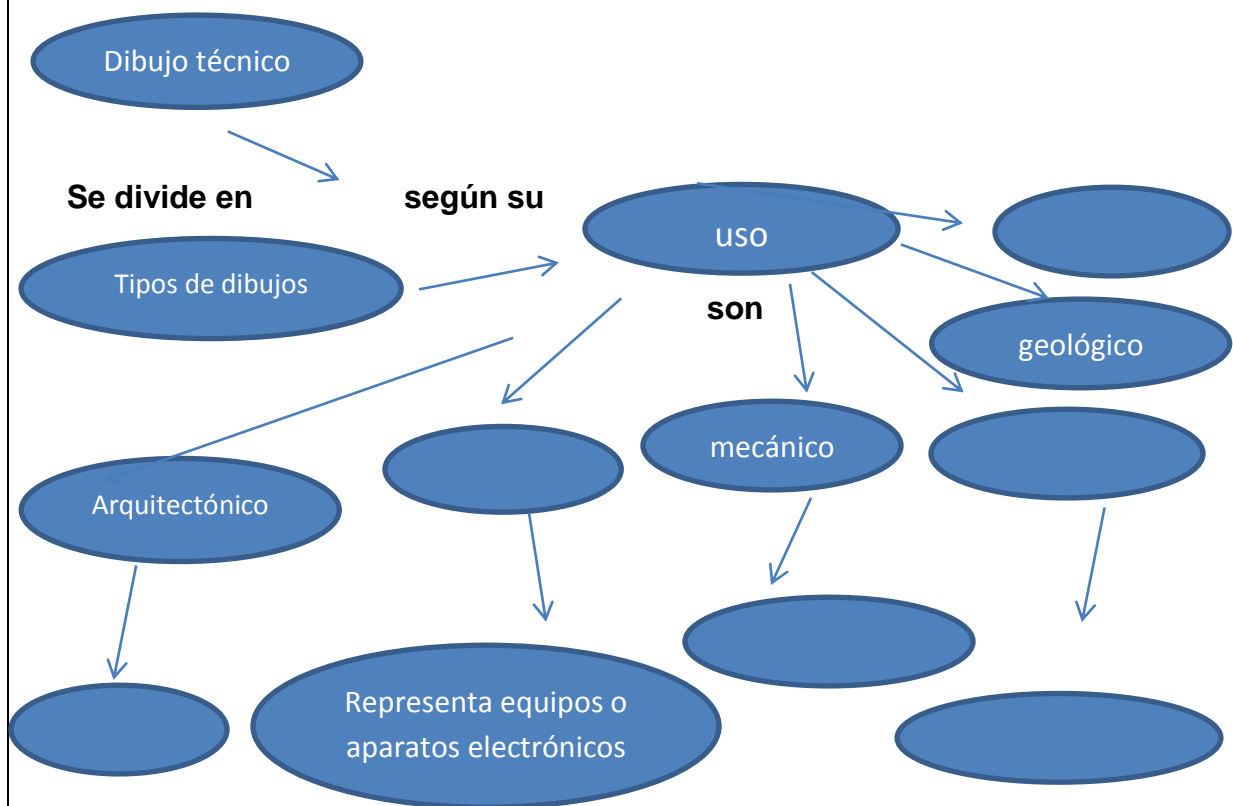 Dibujo técnico
Se divide en
según su
uso
Tipos de dibujos
son
geológico
mecánico
Arquitectónico
Representa equipos o
aparatos electrónicos